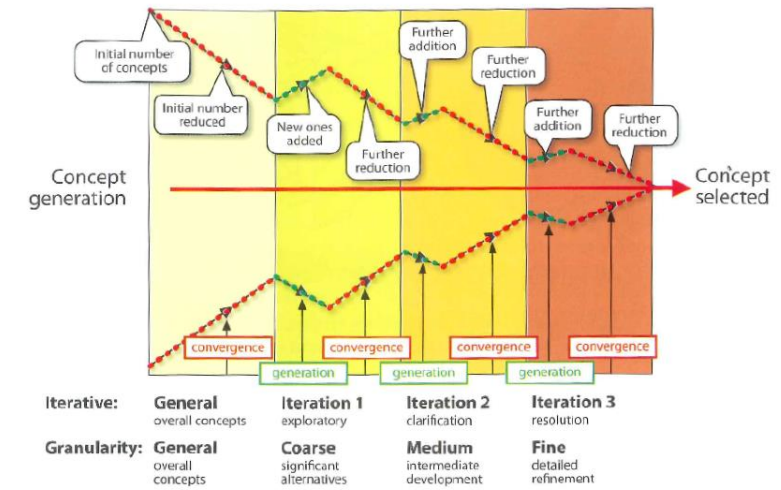 Initial number
of concepts
Initial number
reduced
New ones
added
Further
reduction
Further
addition
Further
reduction
Further
addition
Further
reduction
Concept
generation
Concept
selected
convergence
convergence
convergence
convergence
generation
generation
generation
Iterative: General Iteration 1 Iteration 2 Iteration 3
overall concepts exploratory clarification resolution
Granularity: General Coarse Medium Fine
overall significant intermediate detailed
concepts alternatives development refinement